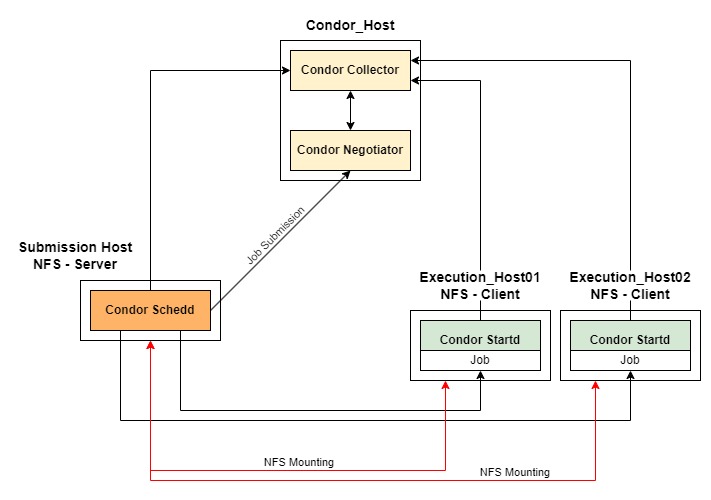 Condor_Host
Condor Collector
Condor Negotiator
Job Submission
Submission Host
NFS - Server
Condor Schedd
Execution_Host01
NFS - Client
Condor Startd
Job
Execution_Host02
NFS - Client
Condor Startd
Job
NFS Mounting
NFS Mounting